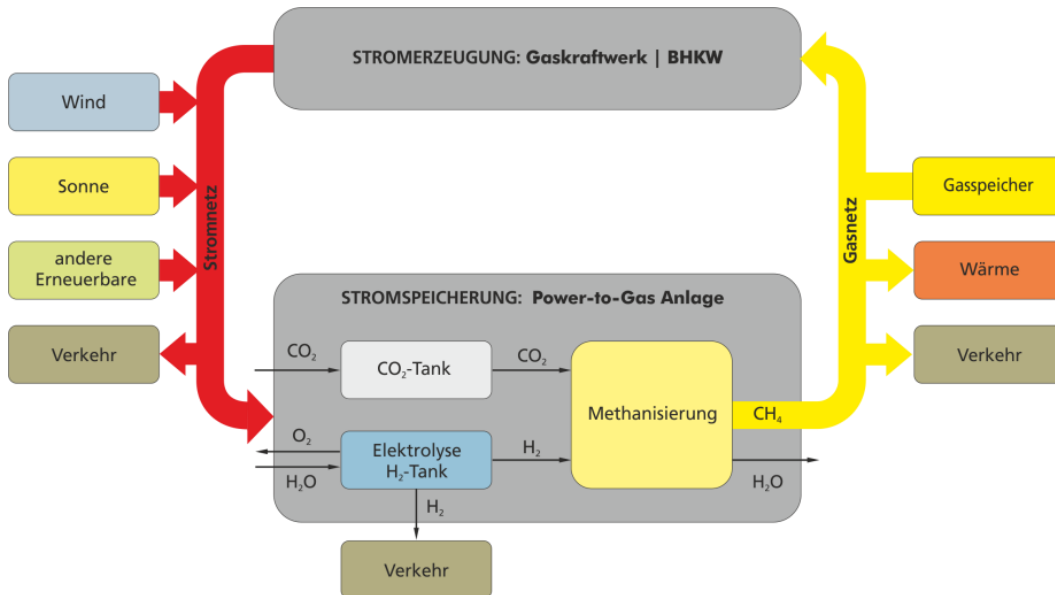 STROMERZEUGUNG: Gaskraftwerk | BHKW
Wind
Sonne
andere
Erneuerbare
Verkehr
Stromnetz
Gasnetz
Gasspeicher
Wärme
Verkehr
STROMSPEICHERUNG: Power-to-Gas Anlage
CO₂
CO₂-Tank
CO₂
Methanisierung
CH₄
O₂
H₂O
Elektrolyse
H₂-Tank
H₂
H₂O
H₂
Verkehr